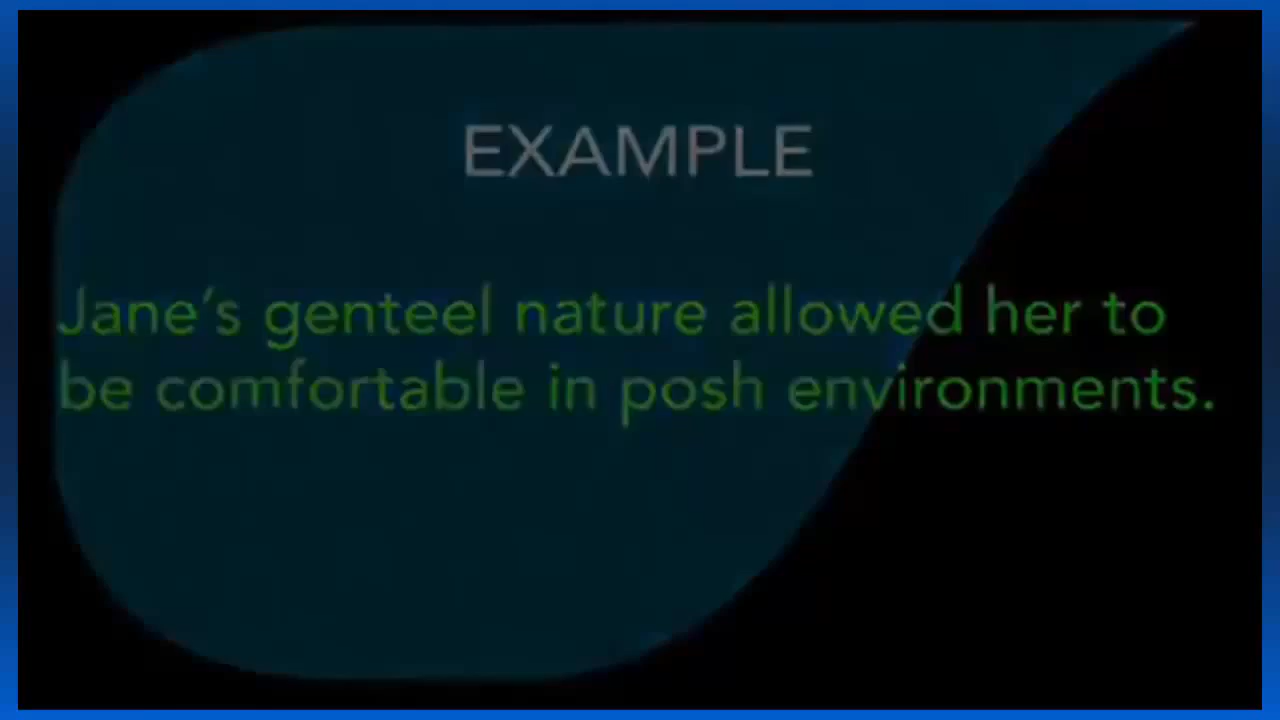 EXAMPLE
Jane’s genteel nature allowed her to
be comfortable in posh environments.